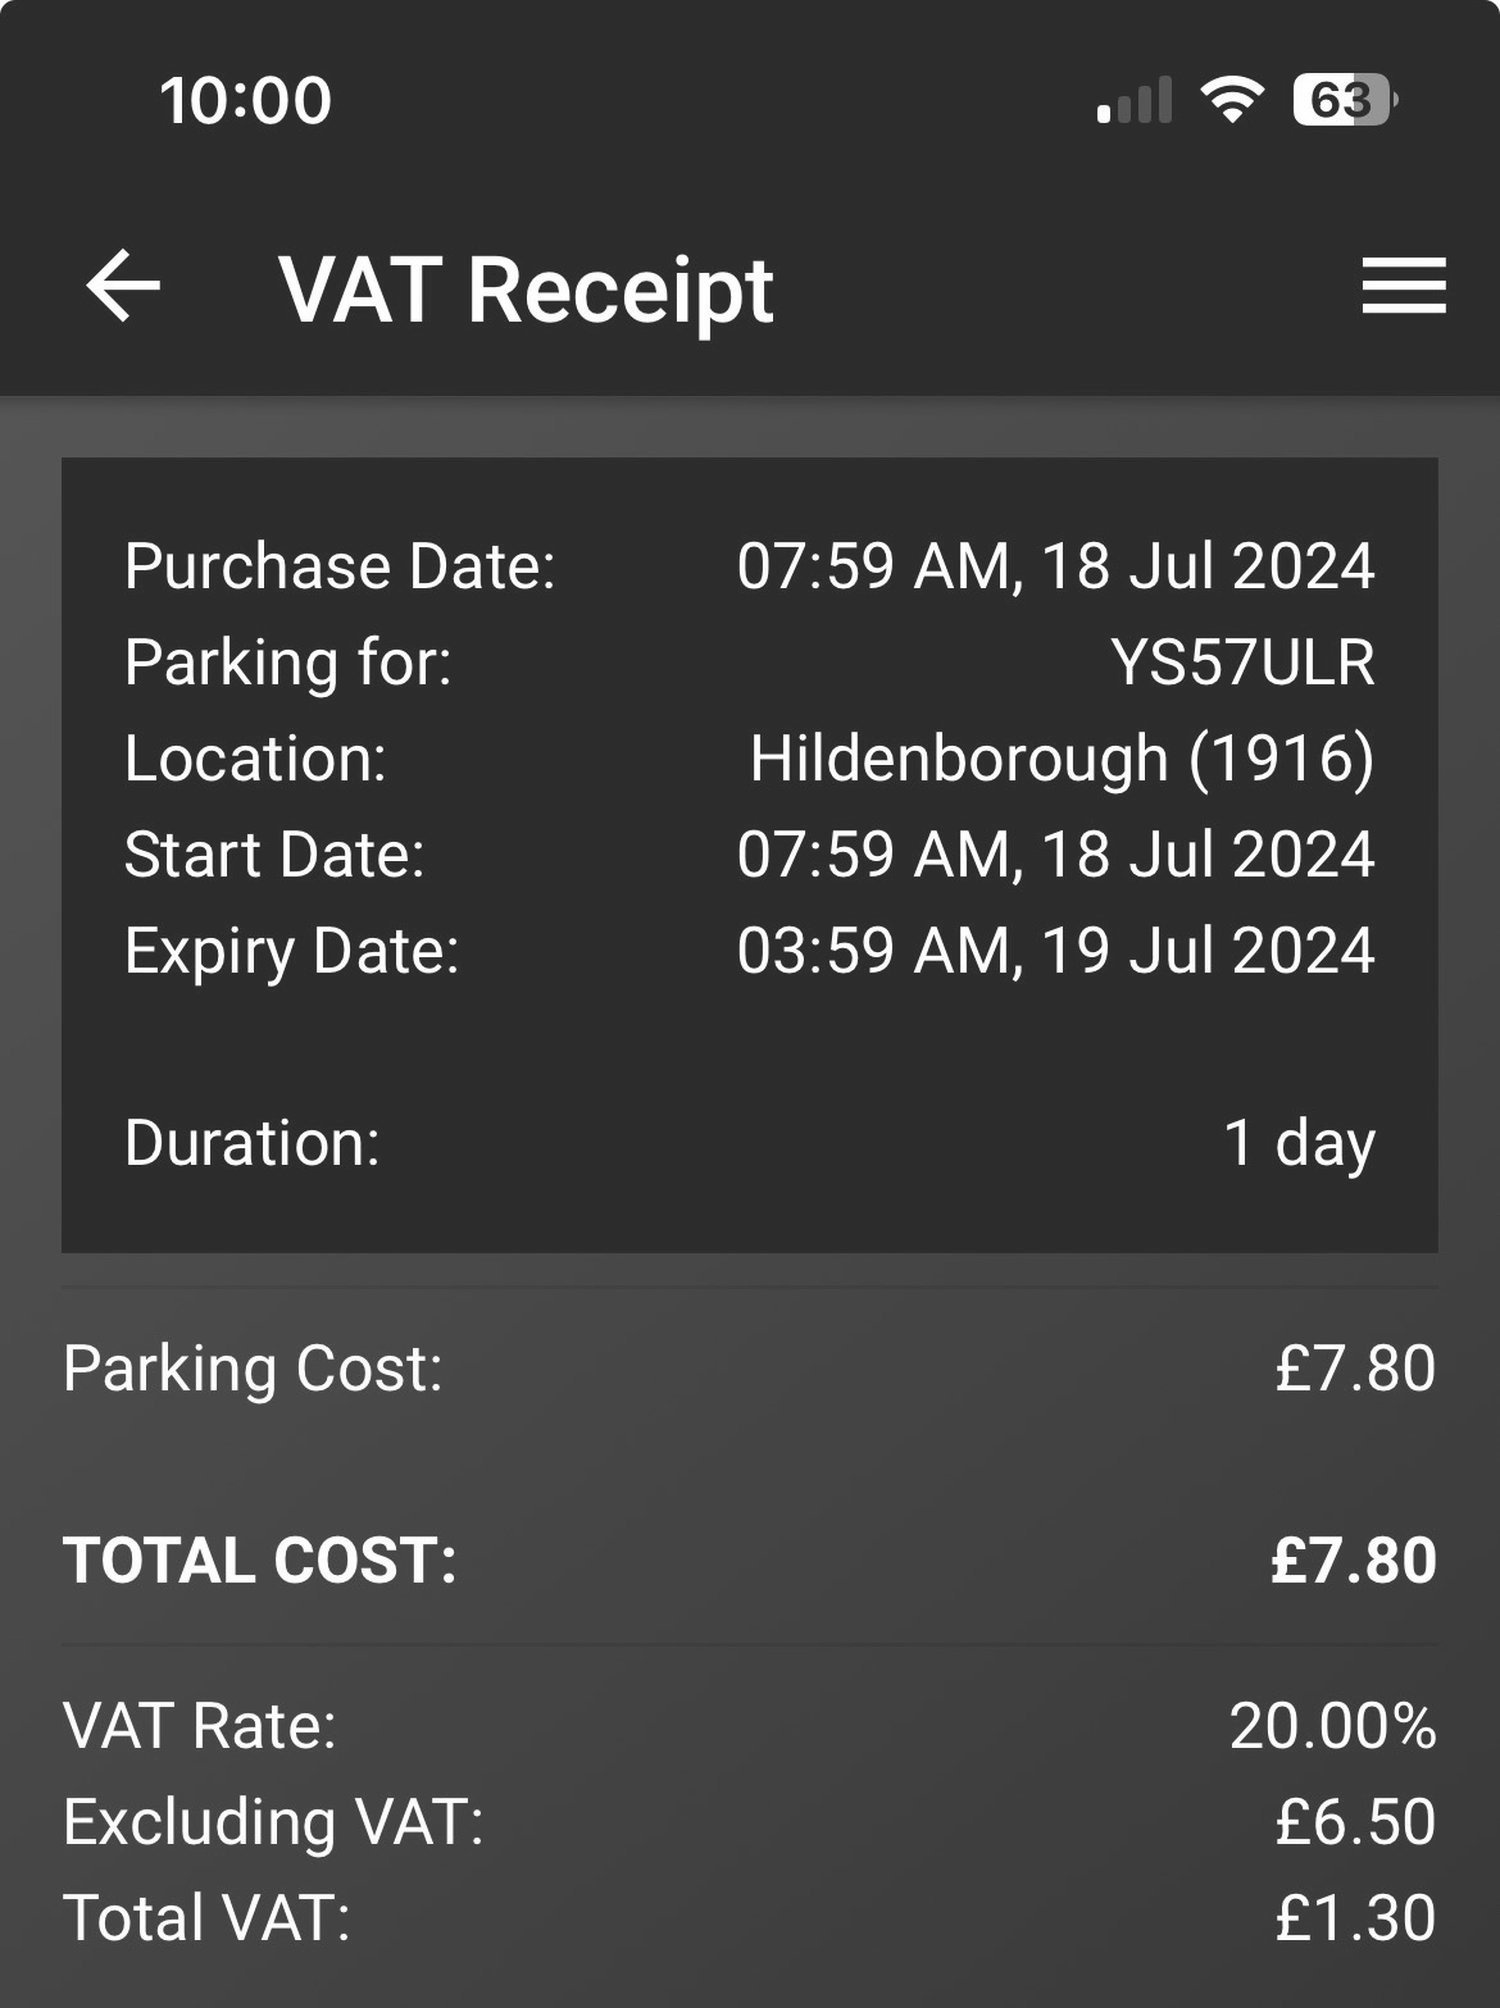 10:00 63
VAT Receipt
Purchase Date: 07:59 AM, 18 Jul 2024
Parking for: YS57ULR
Location: Hildenborough (1916)
Start Date: 07:59 AM, 18 Jul 2024
Expiry Date: 03:59 AM, 19 Jul 2024
Duration: 1 day
Parking Cost: £7.80
TOTAL COST: £7.80
VAT Rate: 20.00%
Excluding VAT: £6.50
Total VAT: £1.30